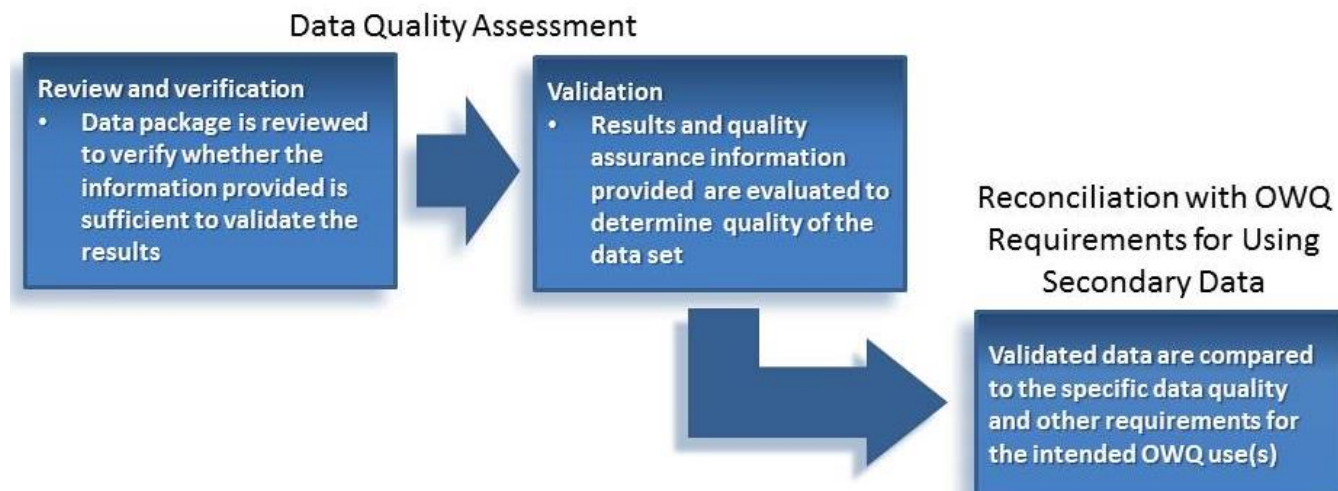 Data Quality Assessment
Review and verification
• Data package is reviewed
to verify whether the
information provided is
sufficient to validate the
results
Validation
• Results and quality
assurance information
provided are evaluated to
determine quality of the
data set
Reconciliation with OWQ
Requirements for Using
Secondary Data
Validated data are compared
to the specific data quality
and other requirements for
the intended OWQ use(s)